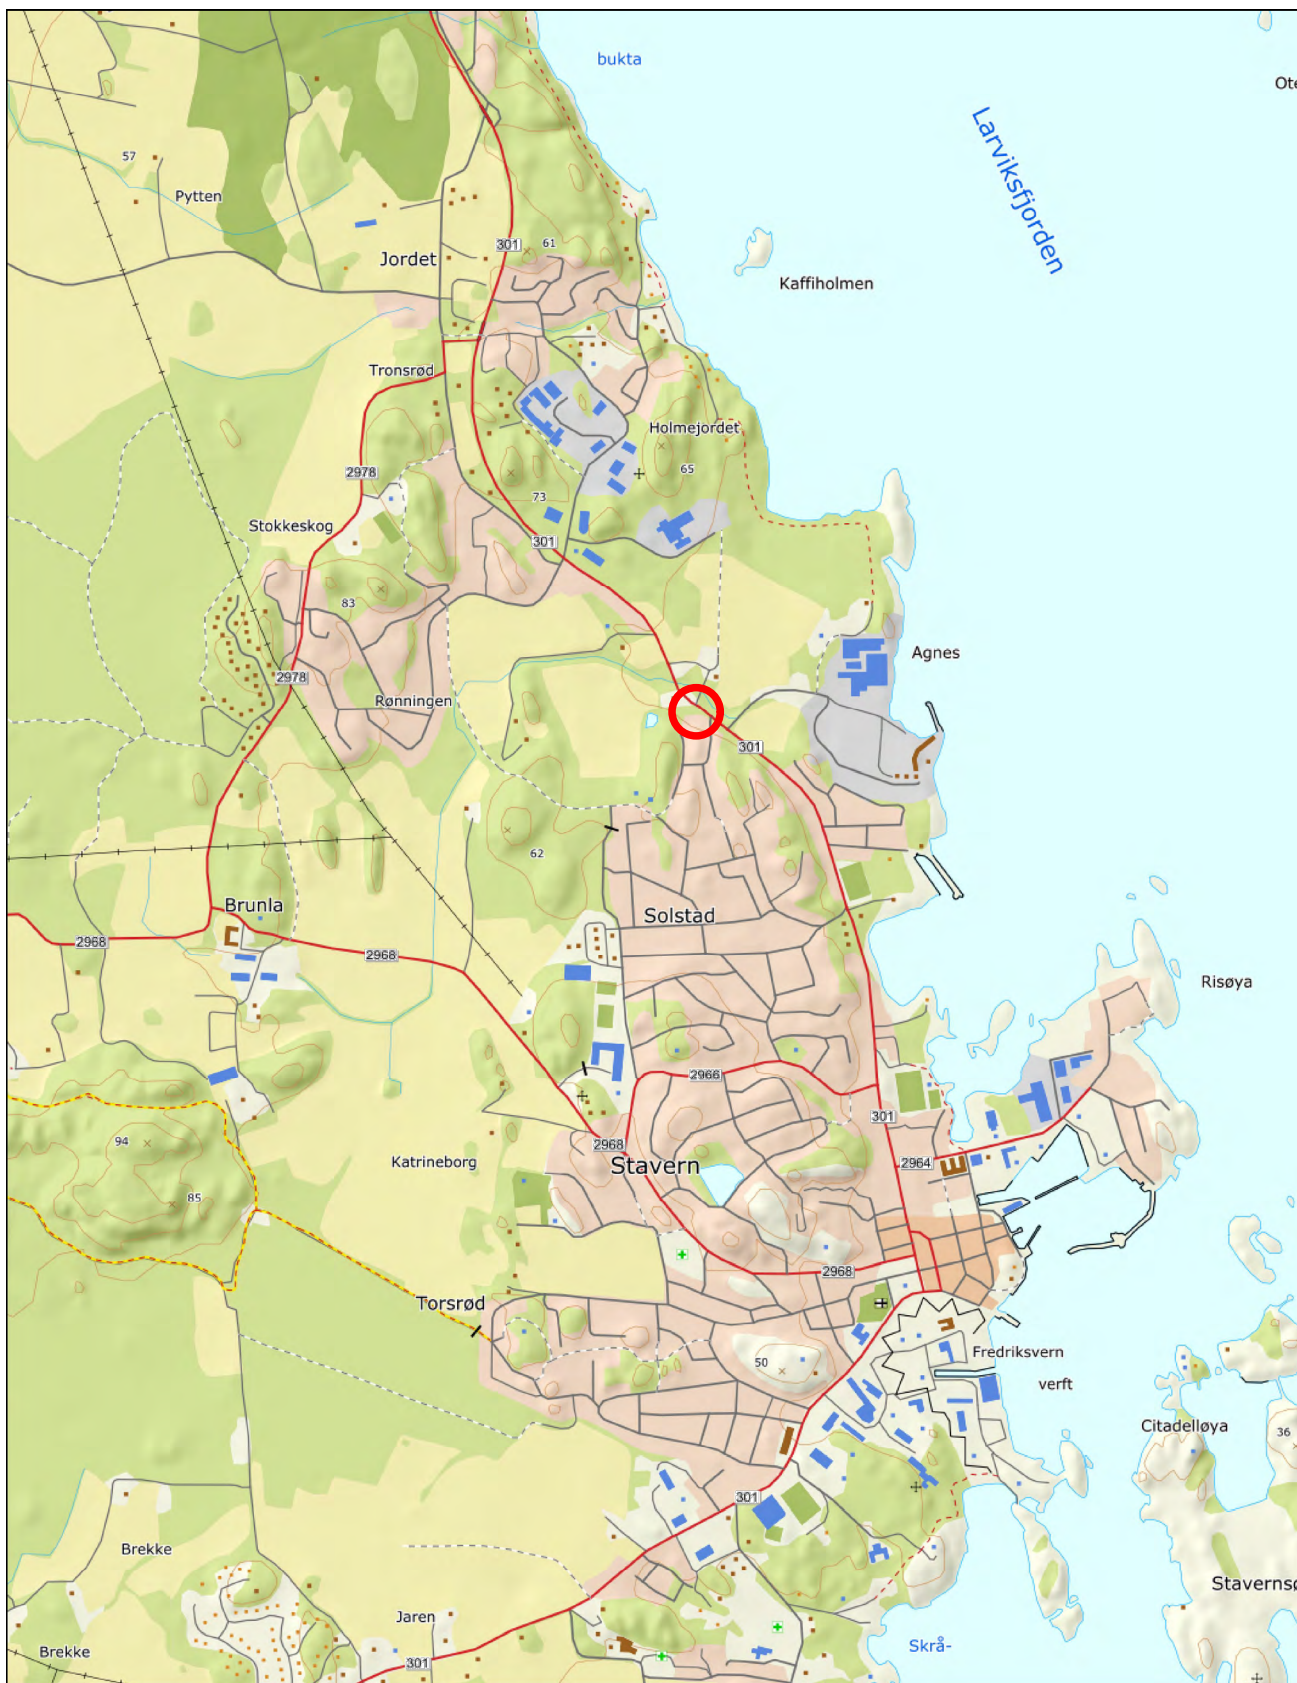 bukta
Ote
Larviksfjorden
57
Pytten
301
61
Jordet
Kaffiholmen
Tronsrød
Holmejordet
65
2978
73
Stokkeskog
301
83
Agnes
2978
Rønningen
301
62
Brunla
Solstad
2968
2968
Risøya
2966
301
94
2968
Katrineborg
Stavern
2964
85
2968
Torsrød
Fredriksvern
50
verft
Citadelløya
36
301
Brekke
Stavernsø
Jaren
Skrå-
Brekke
301